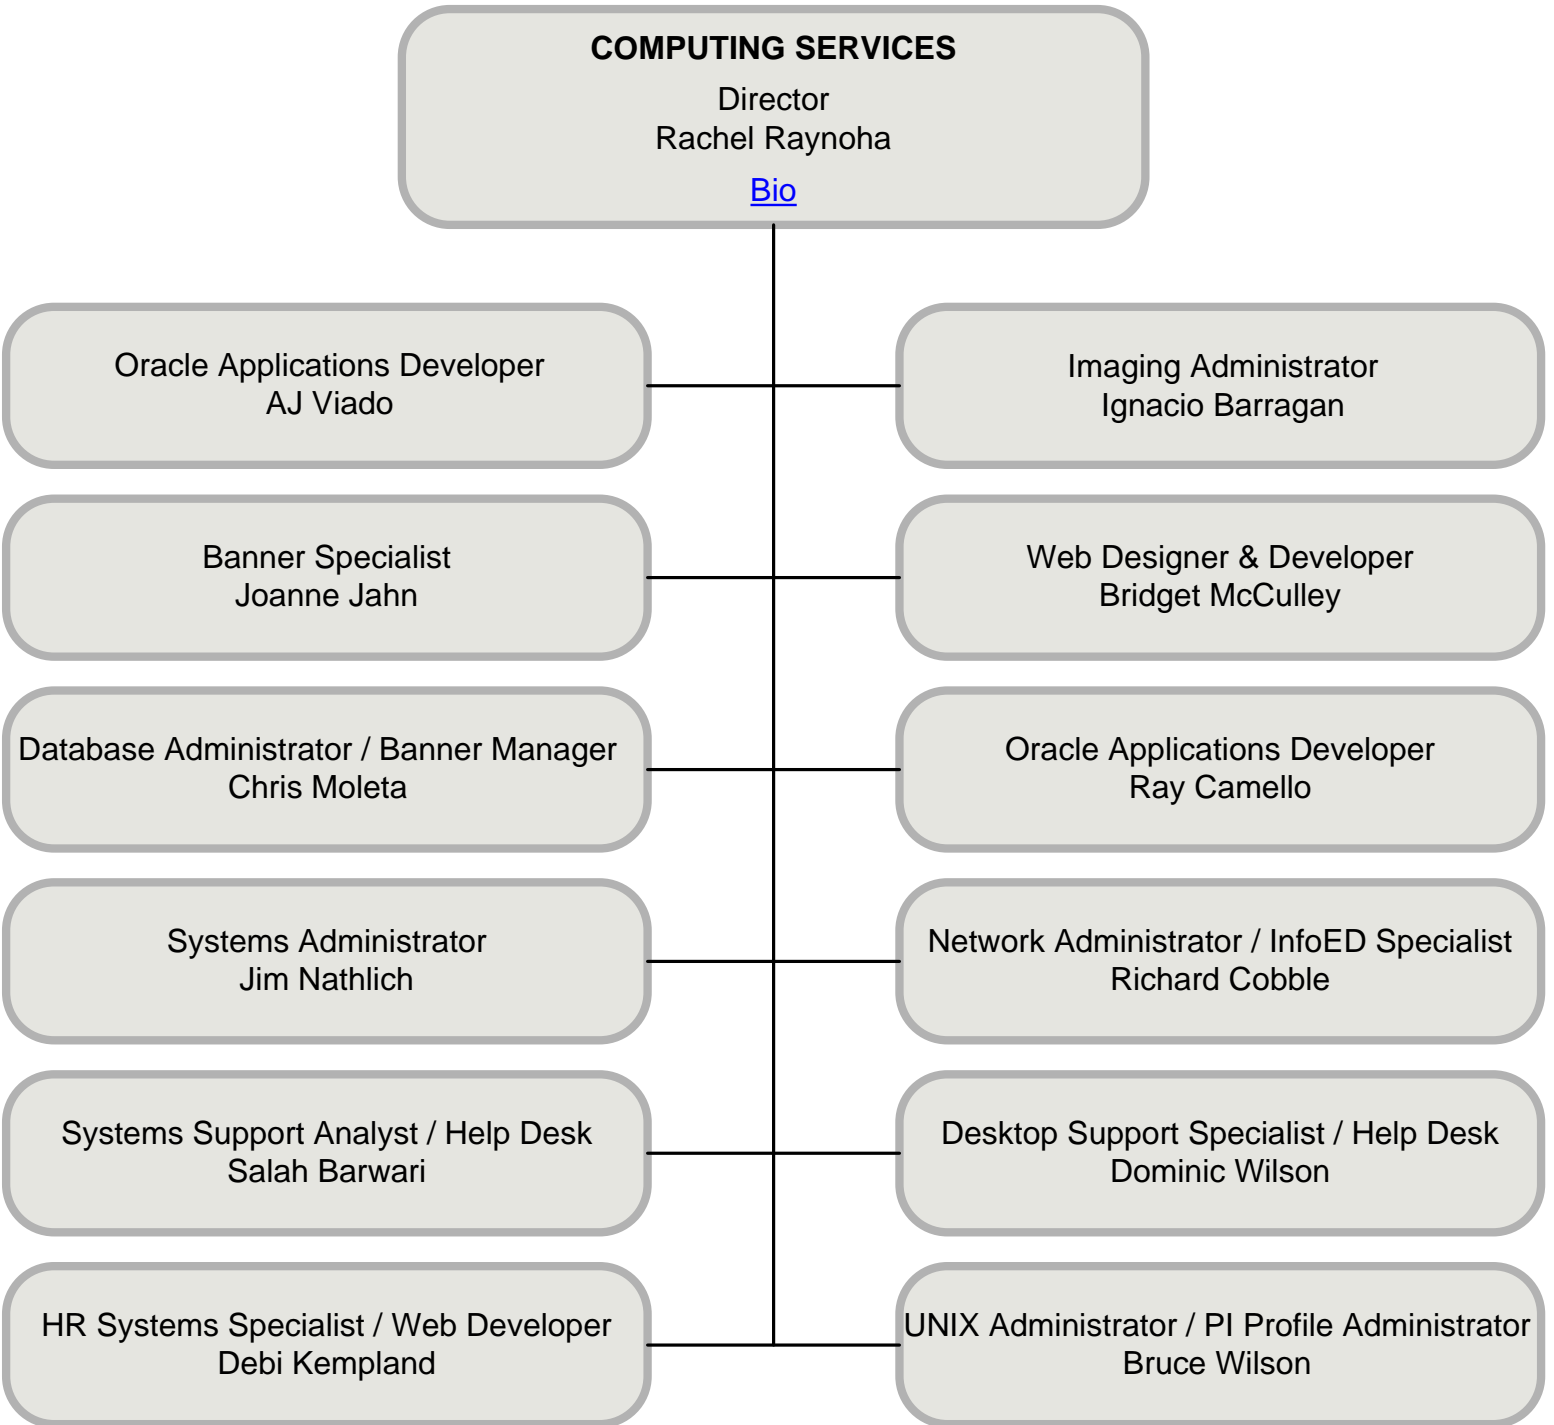 COMPUTING SERVICES
Director
Rachel Raynoha
Bio
Oracle Applications Developer
AJ Viado
Imaging Administrator
Ignacio Barragan
Banner Specialist
Joanne Jahn
Web Designer & Developer
Bridget McCulley
Database Administrator / Banner Manager
Chris Moleta
Oracle Applications Developer
Ray Camello
Systems Administrator
Jim Nathlich
Network Administrator / InfoED Specialist
Richard Cobble
Systems Support Analyst / Help Desk
Salah Barwari
Desktop Support Specialist / Help Desk
Dominic Wilson
HR Systems Specialist / Web Developer
Debi Kempland
UNIX Administrator / PI Profile Administrator
Bruce Wilson